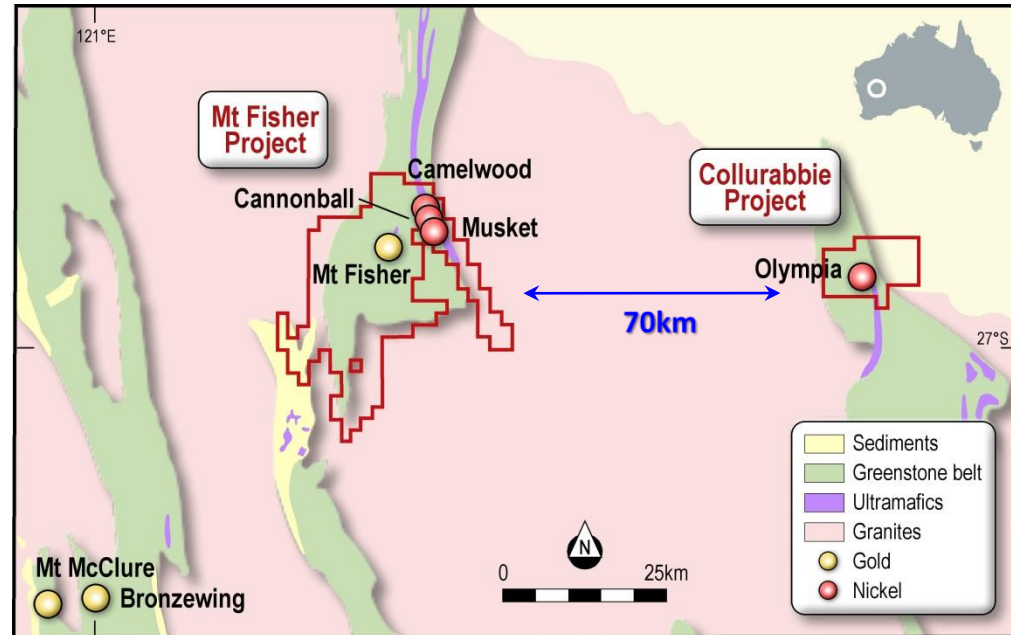 121°E
Mt Fisher
Project
Camelwood
Cannonball
Musket
Mt Fisher
Collurabbie
Project
Olympia
70km
27°S
Sediments
Greenstone belt
Ultramafics
Granites
Gold
Nickel
N
0 25km
Mt McClure
Bronzewing